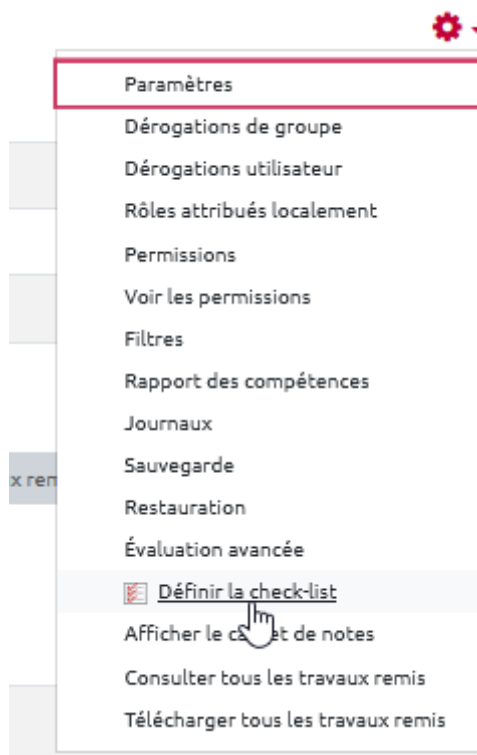 Paramètres
Dérogations de groupe
Dérogations utilisateur
Rôles attribués localement
Permissions
Voir les permissions
Filtres
Rapport des compétences
Journaux
Sauvegarde
x ren
Restauration
Évaluation avancée
Définir la check-list
Afficher le carnet de notes
Consulter tous les travaux remis
Télécharger tous les travaux remis